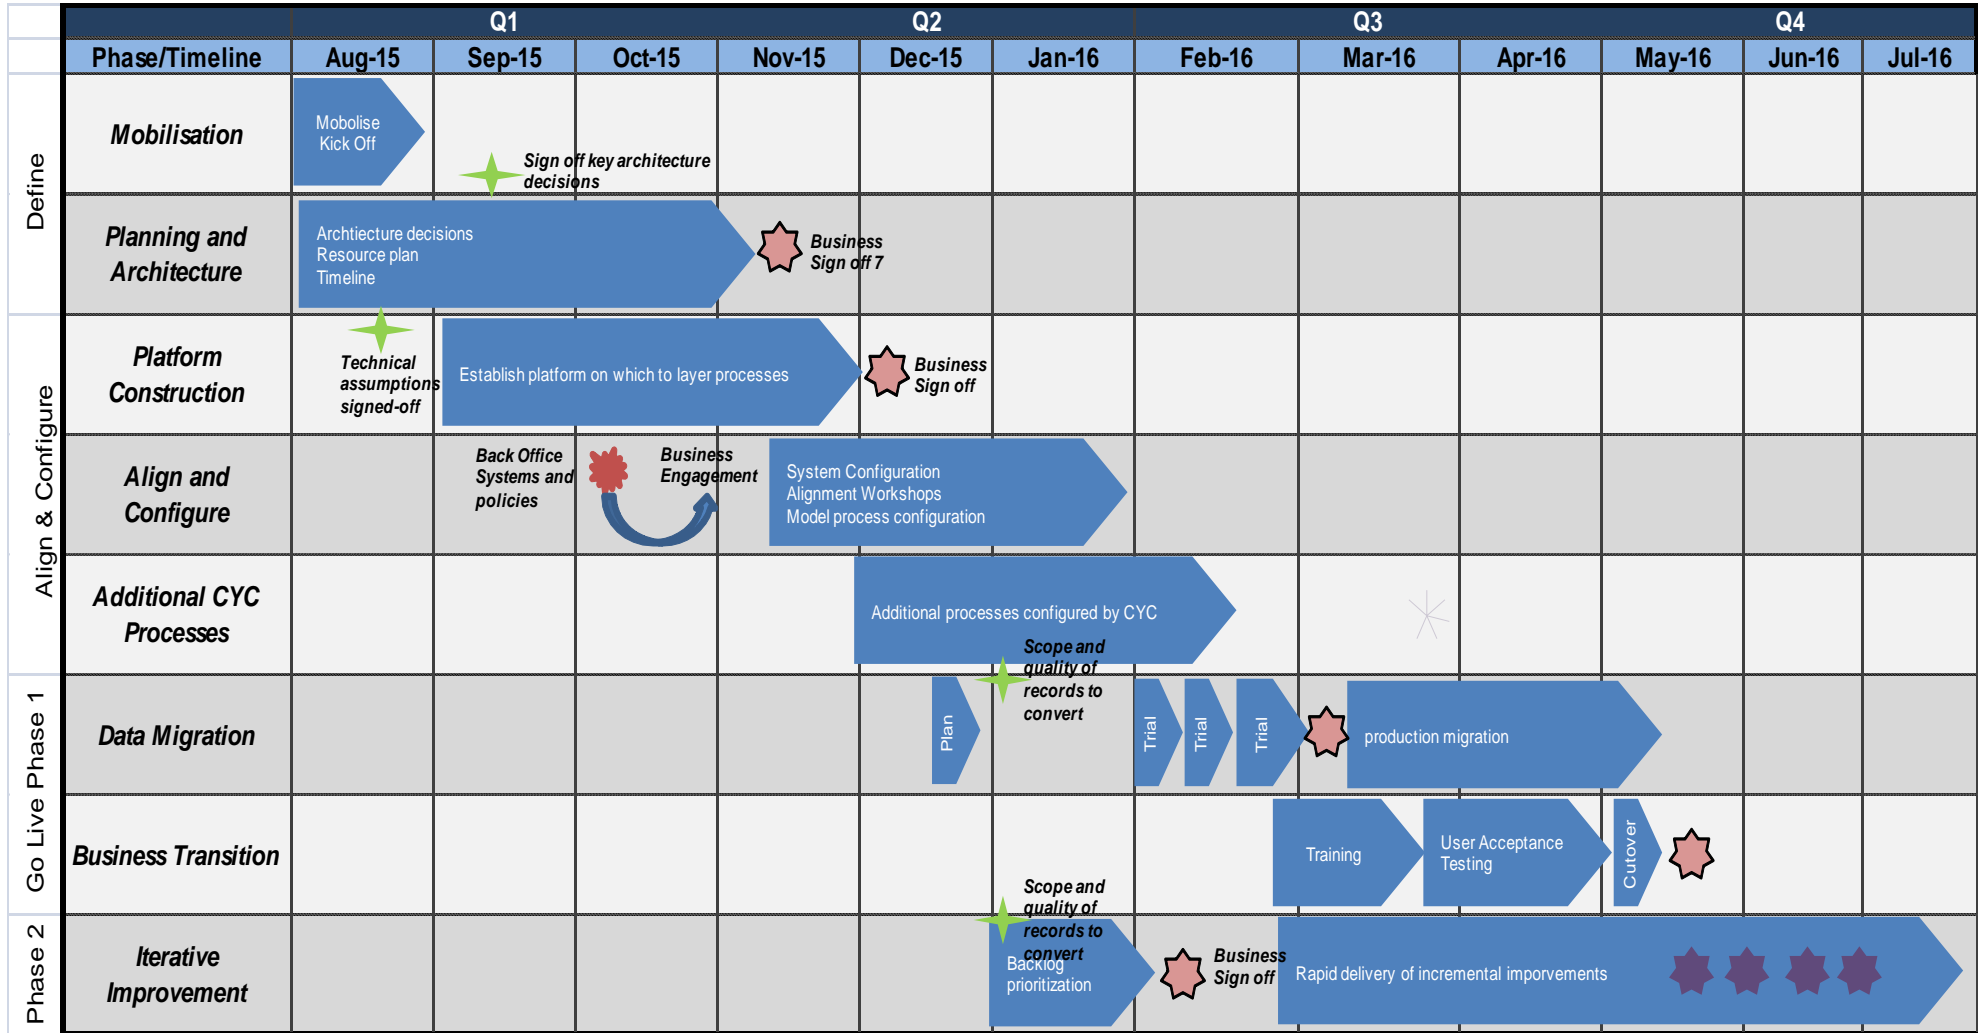 Q1 Q2 Q3 Q4
Phase/Timeline Aug-15 Sep-15 Oct-15 Nov-15 Dec-15 Jan-16 Feb-16 Mar-16 Apr-16 May-16 Jun-16 Jul-16
Define
Mobilisation
Mobolise
Kick Off
Sign off key architecture
decisions
Planning and
Architecture
Archtiecture decisions
Resource plan
Timeline
Business
Sign off 7
Align & Configure
Platform
Construction
Technical
assumptions
signed-off
Establish platform on which to layer processes
Business
Sign off
Align and
Configure
Back Office
Systems and
policies
Business
Engagement
System Configuration
Alignment Workshops
Model process configuration
Additional CYC
Processes
Additional processes configured by CYC
Scope and
quality of
records to
convert
Go Live Phase 1
Data Migration
Plan
Trial
Trial
Trial
production migration
Business Transition
Training
User Acceptance
Testing
Cutover
Scope and
quality of
records to
convert
Phase 2
Iterative
Improvement
Backlog
prioritization
Business
Sign off
Rapid delivery of incremental imporvements